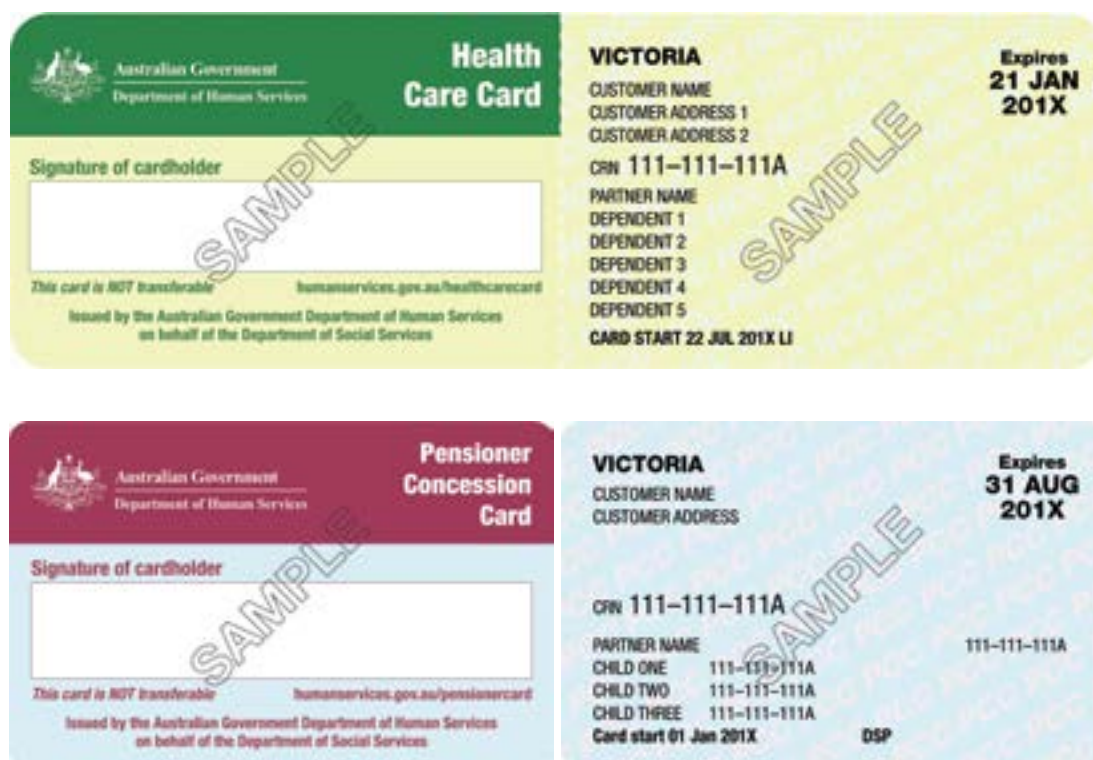 Australian Government
Department of Human Services
Health
Care Card
Signature of cardholder
SAMPLE
This card is NOT transferable
humanservices.gov.au/healthcarecard
Issued by the Australian Government Department of Human Services
on behalf of the Department of Social Services
VICTORIA
CUSTOMER NAME
CUSTOMER ADDRESS 1
CUSTOMER ADDRESS 2
CRN 111–111–111A
PARTNER NAME
DEPENDENT 1
DEPENDENT 2
DEPENDENT 3
DEPENDENT 4
DEPENDENT 5
CARD START 22 JUL 201X LI
Expires
21 JAN
201X
SAMPLE
Australian Government
Department of Human Services
Pensioner
Concession
Card
Signature of cardholder
SAMPLE
This card is NOT transferable
humanservices.gov.au/pensionercard
Issued by the Australian Government Department of Human Services
on behalf of the Department of Social Services
VICTORIA
CUSTOMER NAME
CUSTOMER ADDRESS
Expires
31 AUG
201X
CRN 111–111–111A
SAMPLE
PARTNER NAME 111–111–111A
CHILD ONE 111–111–111A
CHILD TWO 111–111–111A
CHILD THREE 111–111–111A
Card start 01 Jan 201X DSP